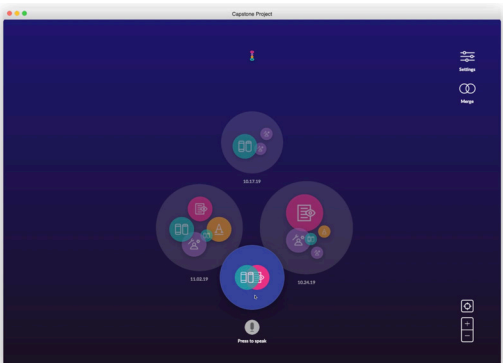 Capstone Project
Settings
Merge
10.17.19
11.02.19
10.24.19
Press to speak